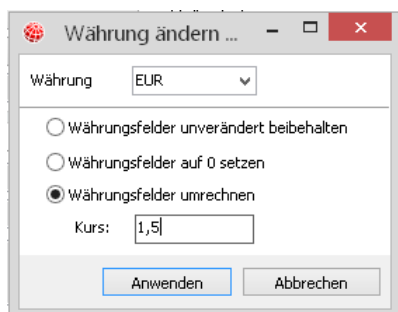 Währung ändern ...
Währung EUR
Währungsfelder unverändert beibehalten
Währungsfelder auf 0 setzen
Währungsfelder umrechnen
Kurs: 1,5
Anwenden Abbrechen